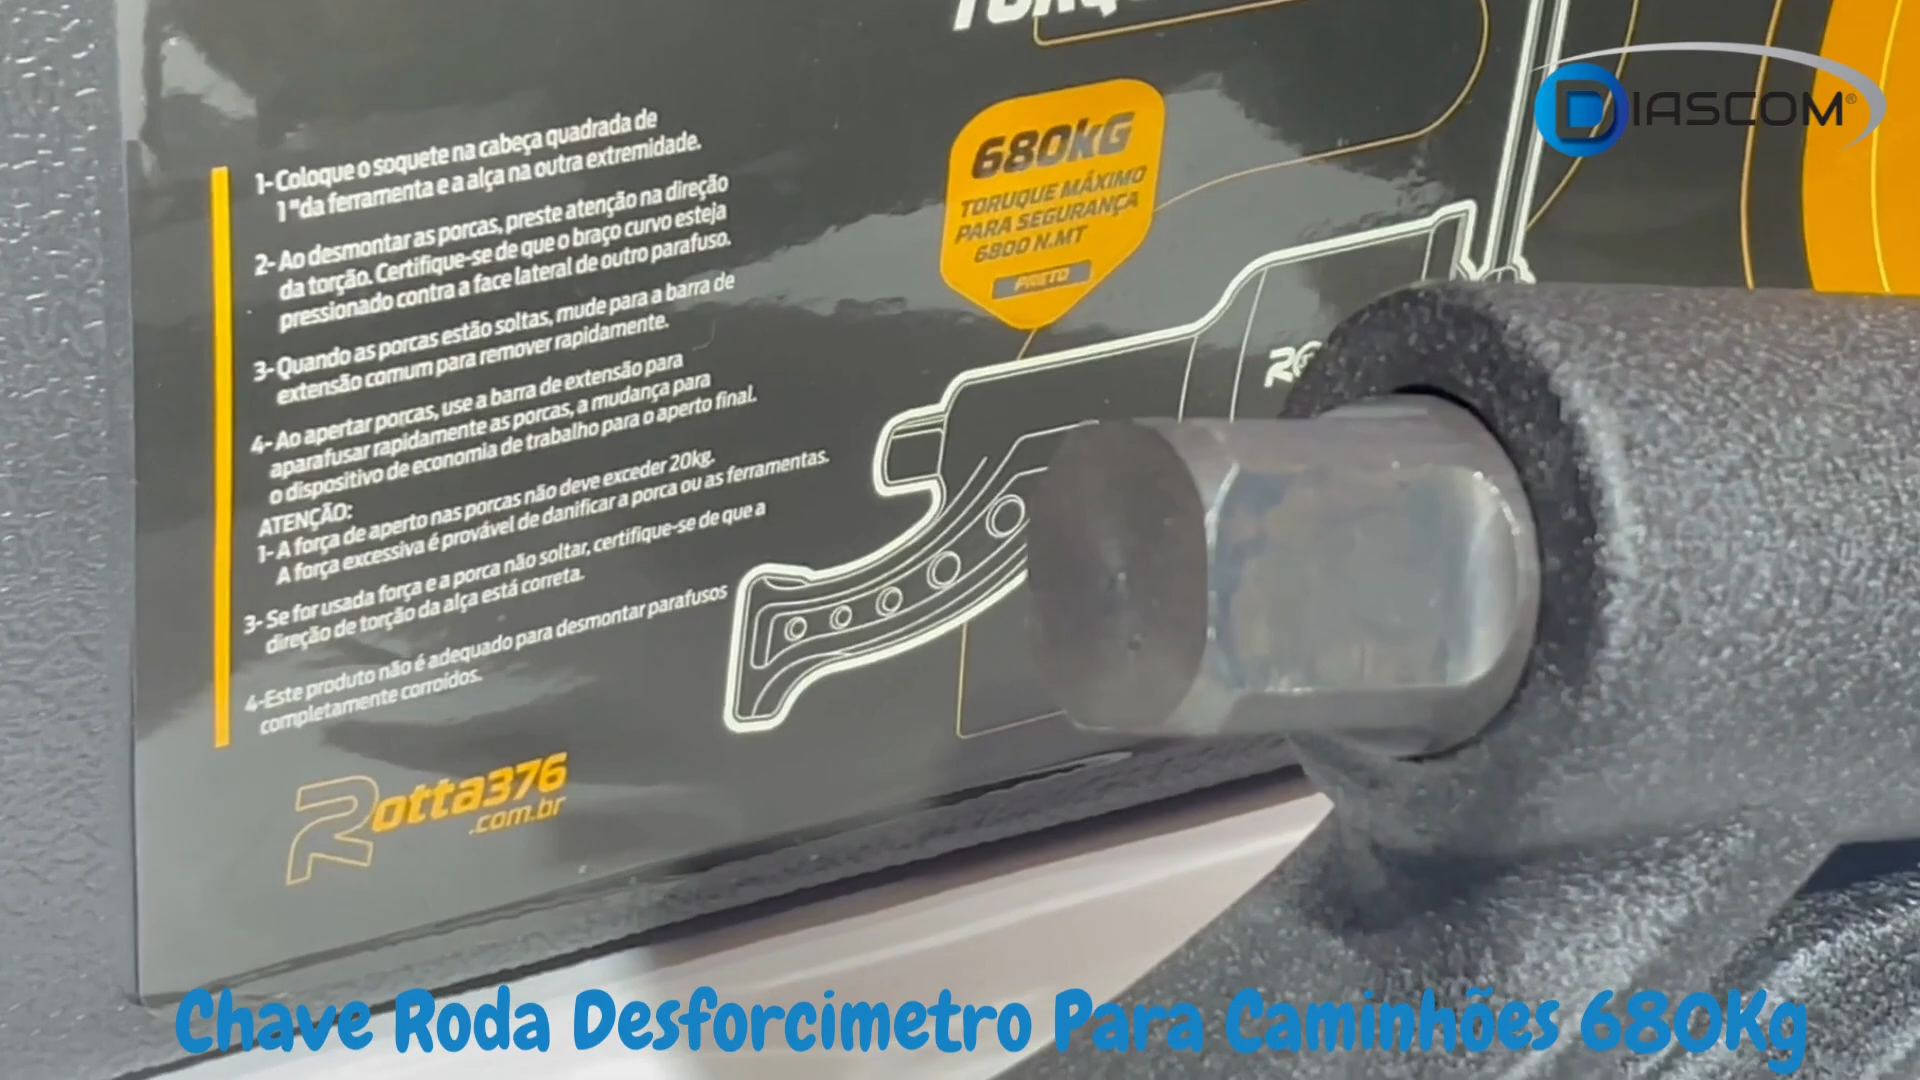 DIASCOM®
680KG
TORUQUE MÁXIMO
PARA SEGURANÇA
6800 N.MT
PRETO
1- Coloque o soquete na cabeça quadrada de
1 "da ferramenta e a alça na outra extremidade.
2- Ao desmontar as porcas, preste atenção na direção
da torção. Certifique-se de que o braço curvo esteja
pressionado contra a face lateral de outro parafuso.
3- Quando as porcas estão soltas, mude para a barra de
extensão comum para remover rapidamente.
4- Ao apertar porcas, use a barra de extensão para
aparafusar rapidamente as porcas, a mudança para
o dispositivo de economia de trabalho para o aperto final.
ATENÇÃO:
1- A força de aperto nas porcas não deve exceder 20kg.
A força excessiva é provável de danificar a porca ou as ferramentas.
3- Se for usada força e a porca não soltar, certifique-se de que a
direção de torção da alça está correta.
4-Este produto não é adequado para desmontar parafusos
completamente corroidos.
Rotta376
.com.br
Chave Roda Desforcimetro Para Caminhões 680Kg